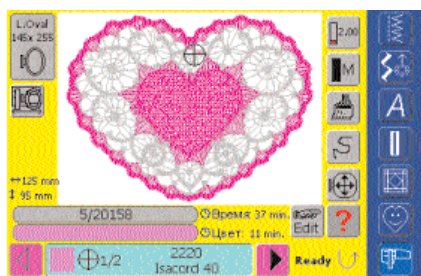 L.Oval
145x 255
2.00
M
S
A
↔125 mm
↕ 95 mm
5/20158
Время: 37 min.
Цвет: 11 min.
Edit
?
1/2
2220
Isacord 40
Ready